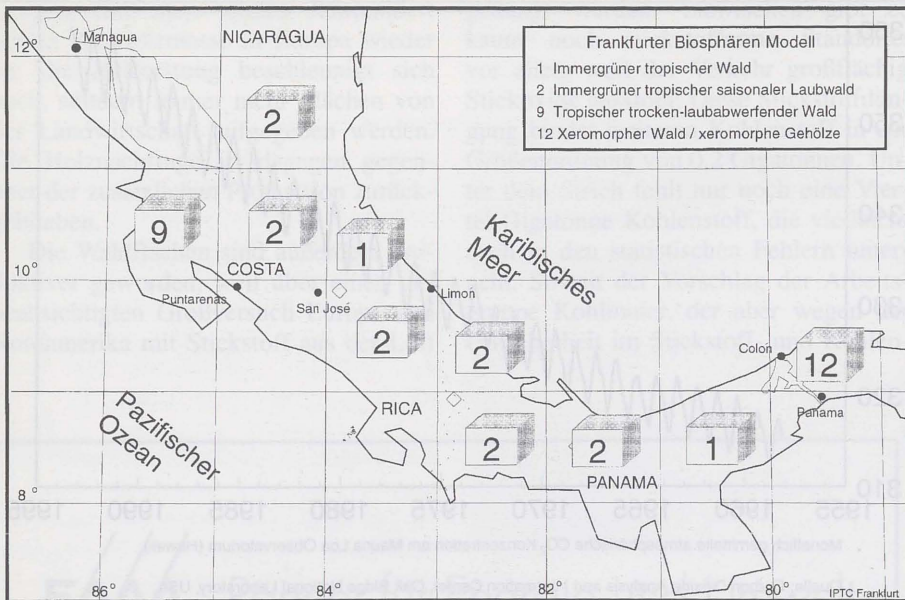 12°
Managua
NICARAGUA
Frankfurter Biosphären Modell
1 Immergrüner tropischer Wald
2 Immergrüner tropischer saisonaler Laubwald
9 tropischer trocken-laubabwerfender Wald
12 Xeromorpher Wald / xeromorphe Gehölze
2
9
2
1
Karibisches
Meer
10°
COSTA
Puntarenas
San José
Limon
2
2
Colon
12
Panama
RICA
Pazifischer
Ozean
2
2
1
PANAMA
8°
86°
84°
82°
80°
IPTC Frankfurt